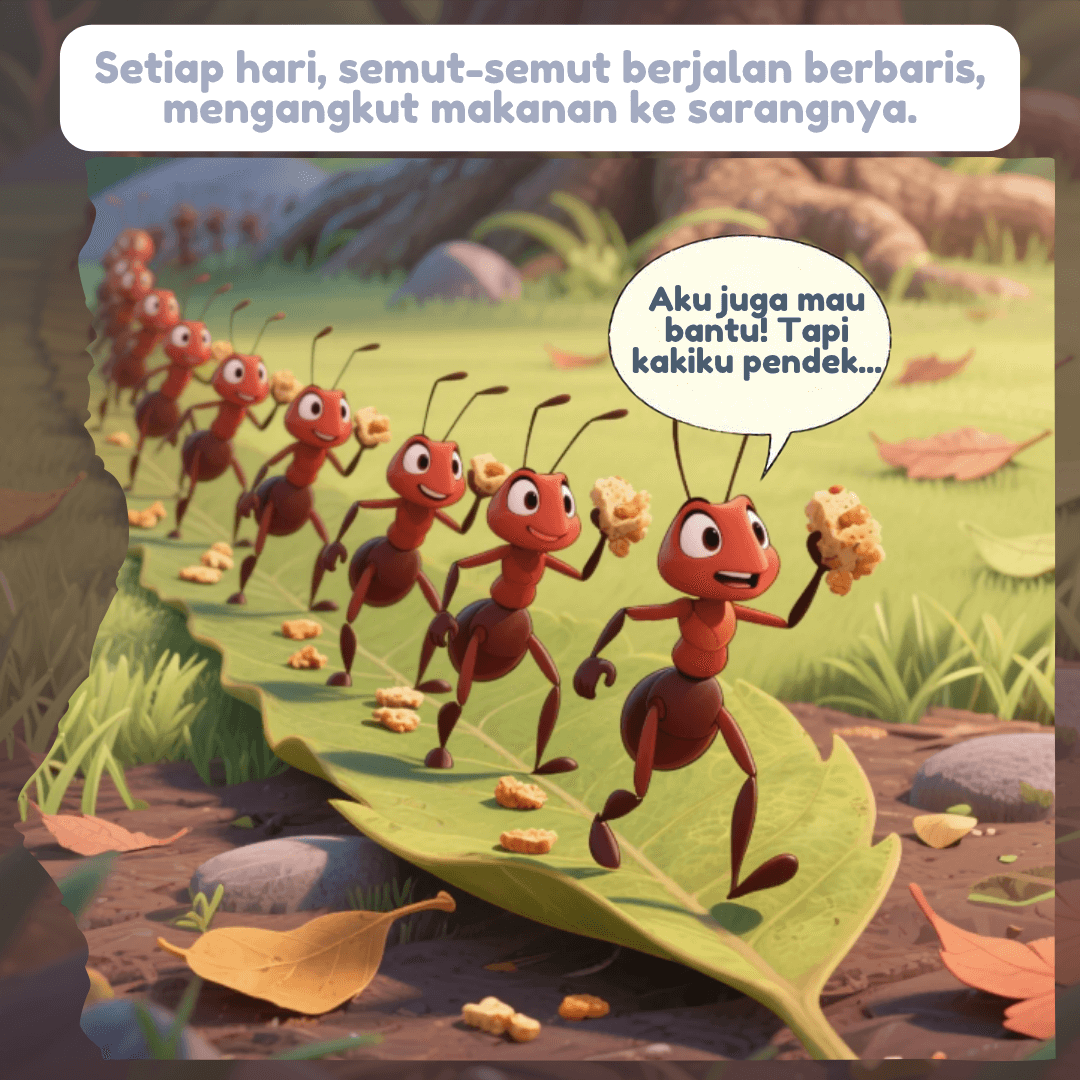 Setiap hari, semut-semut berjalan berbaris,
mengangkut makanan ke sarangnya.
Aku juga mau
bantu! Tapi
kakiku pendek...